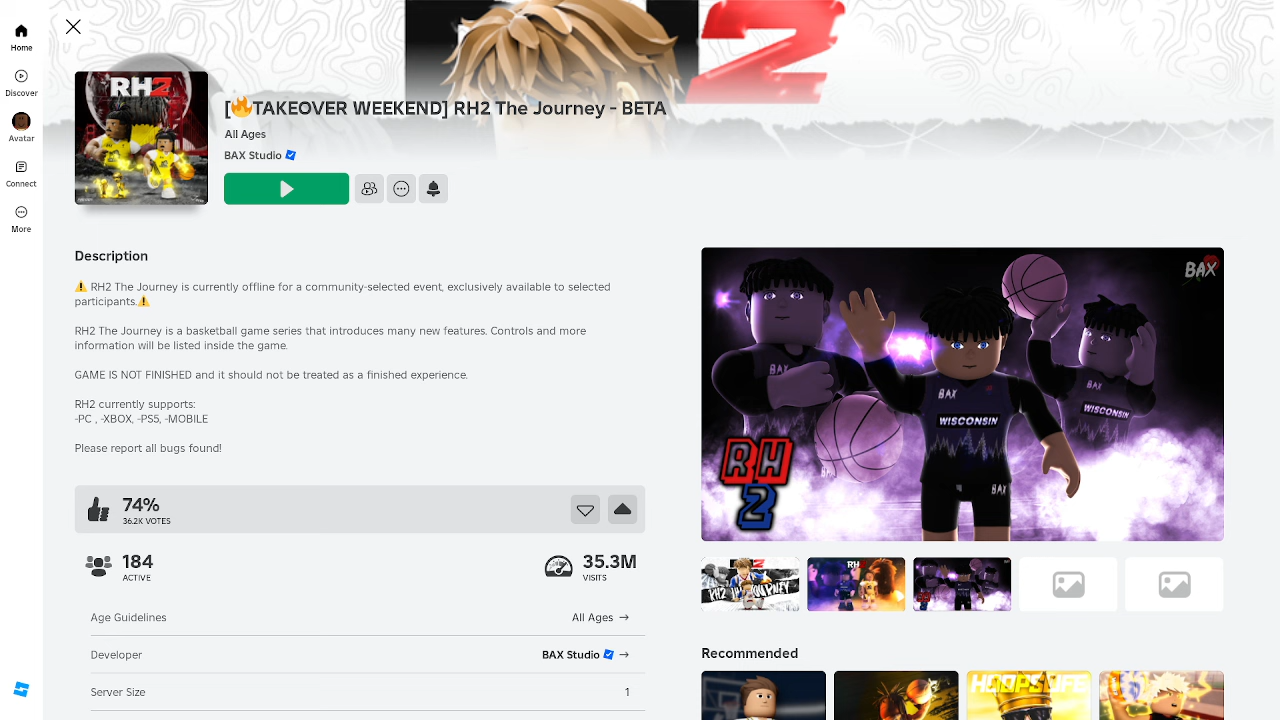 Home
Discover
Avatar
Connect
More
RH2
[🔥TAKEOVER WEEKEND] RH2 The Journey - BETA
All Ages
BAX Studio
Description
⚠️ RH2 The Journey is currently offline for a community-selected event, exclusively available to selected
participants.⚠️
RH2 The Journey is a basketball game series that introduces many new features. Controls and more
information will be listed inside the game.
GAME IS NOT FINISHED and it should not be treated as a finished experience.
RH2 currently supports:
-PC , -XBOX, -PS5, -MOBILE
Please report all bugs found!
74%
36.2K VOTES
184
ACTIVE
35.3M
VISITS
Age Guidelines
All Ages →
Developer
BAX Studio →
Server Size
1
2
BAX
BAX
BAX
WISCONSIN
BAX
WISCONSIN
BAX
RH
2
RH2 JOURNEY
RH
Recommended
HOOPS LIFE